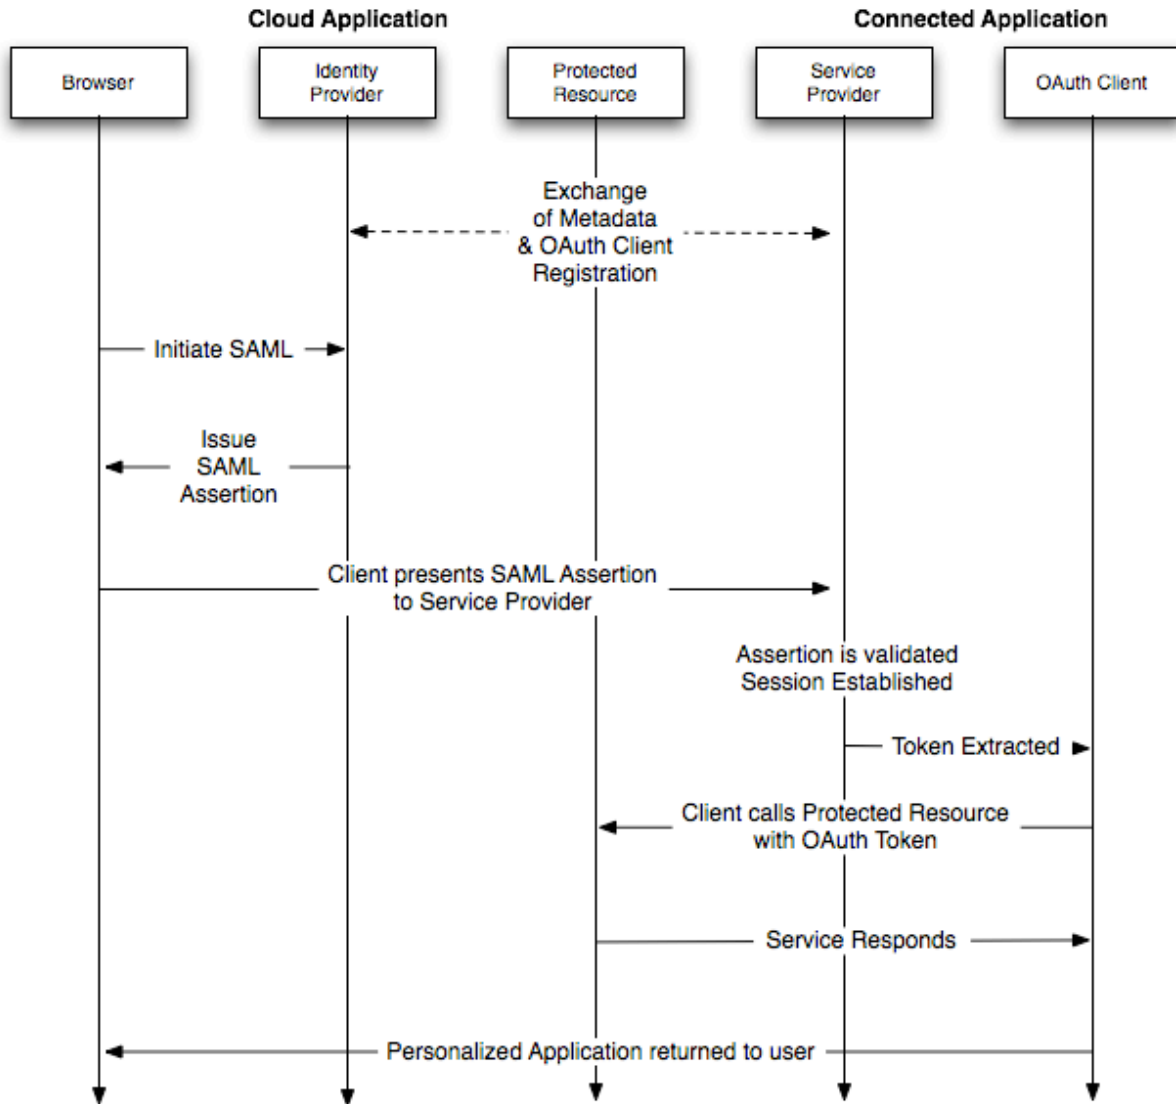 Cloud Application
Connected Application
Browser
Identity
Provider
Protected
Resource
Service
Provider
OAuth Client
Exchange
of Metadata
& OAuth Client
Registration
Initiate SAML
Issue
SAML
Assertion
Client presents SAML Assertion
to Service Provider
Assertion is validated
Session Established
Token Extracted
Client calls Protected Resource
with OAuth Token
Service Responds
Personalized Application returned to user